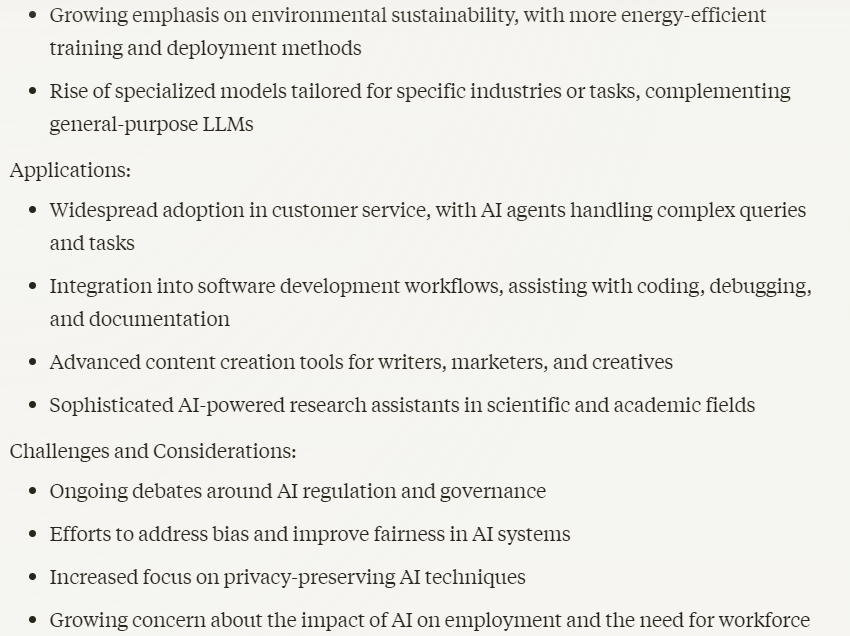 • Growing emphasis on environmental sustainability, with more energy-efficient
training and deployment methods
• Rise of specialized models tailored for specific industries or tasks, complementing
general-purpose LLMs
Applications:
• Widespread adoption in customer service, with AI agents handling complex queries
and tasks
• Integration into software development workflows, assisting with coding, debugging,
and documentation
• Advanced content creation tools for writers, marketers, and creatives
• Sophisticated AI-powered research assistants in scientific and academic fields
Challenges and Considerations:
• Ongoing debates around AI regulation and governance
• Efforts to address bias and improve fairness in AI systems
• Increased focus on privacy-preserving AI techniques
• Growing concern about the impact of AI on employment and the need for workforce